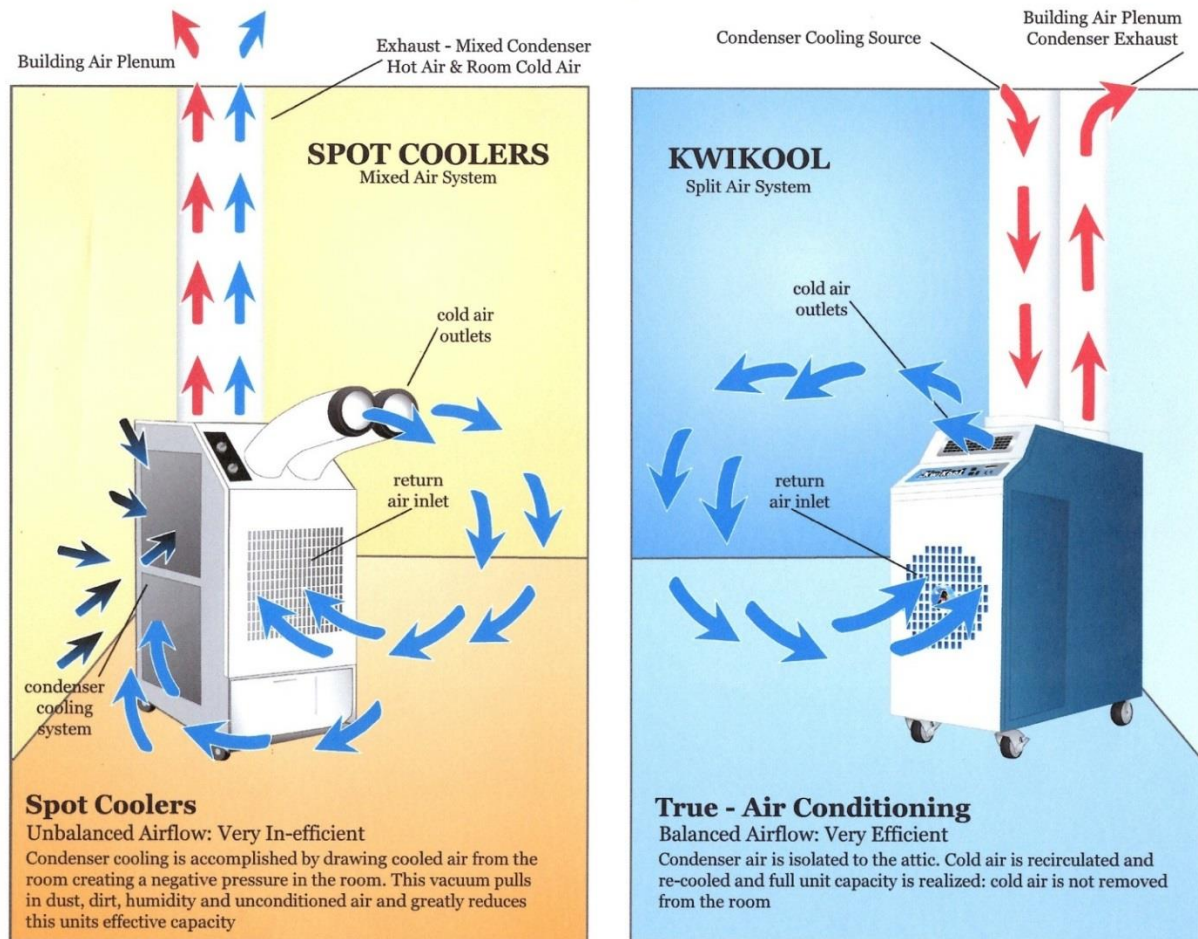 Building Air Plenum
Exhaust - Mixed Condenser
Hot Air & Room Cold Air
SPOT COOLERS
Mixed Air System
cold air
outlets
return
air inlet
condenser
cooling
system
Spot Coolers
Unbalanced Airflow: Very In-efficient
Condenser cooling is accomplished by drawing cooled air from the
room creating a negative pressure in the room. This vacuum pulls
in dust, dirt, humidity and unconditioned air and greatly reduces
this units effective capacity
Condenser Cooling Source
Building Air Plenum
Condenser Exhaust
KWIKOOL
Split Air System
cold air
outlets
KwiKool
return
air inlet
True - Air Conditioning
Balanced Airflow: Very Efficient
Condenser air is isolated to the attic. Cold air is recirculated and
re-cooled and full unit capacity is realized: cold air is not removed
from the room